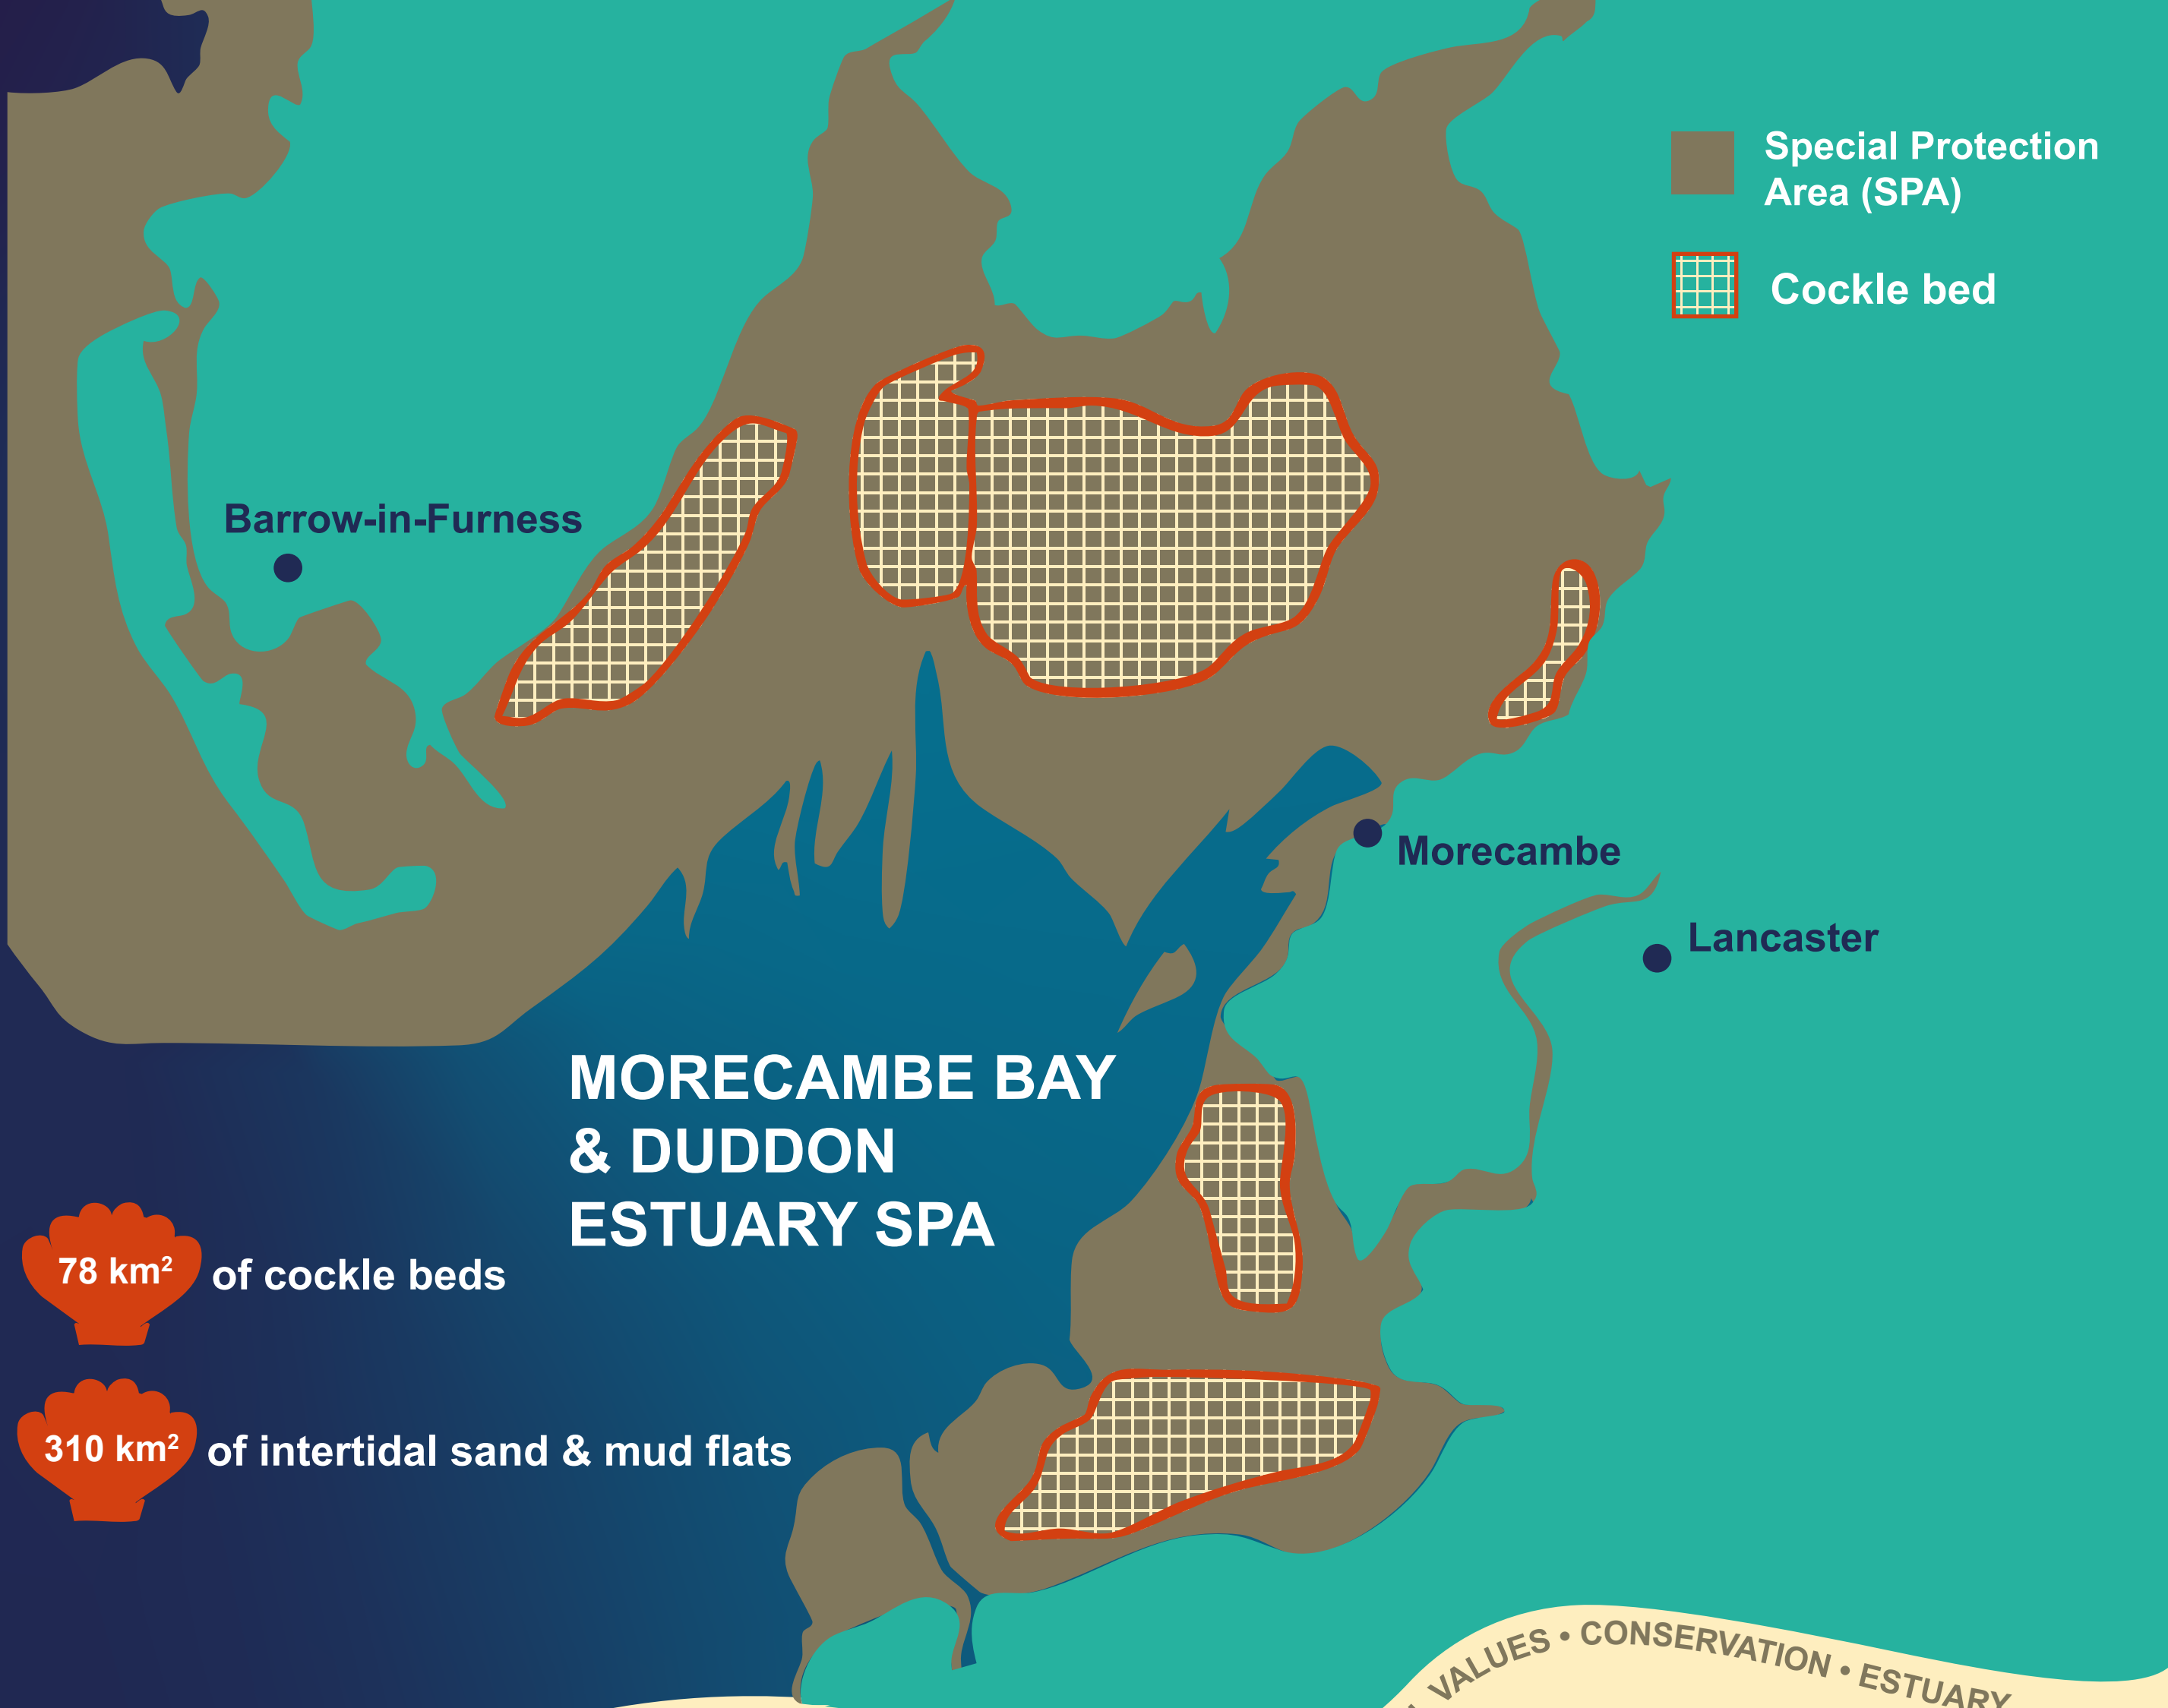 Special Protection
Area (SPA)
Cockle bed
Barrow-in-Furness
Morecambe
Lancaster
MORECAMBE BAY
& DUDDON
ESTUARY SPA
78 km²
of cockle beds
310 km²
of intertidal sand & mud flats
VALUES • CONSERVATION • ESTUARY